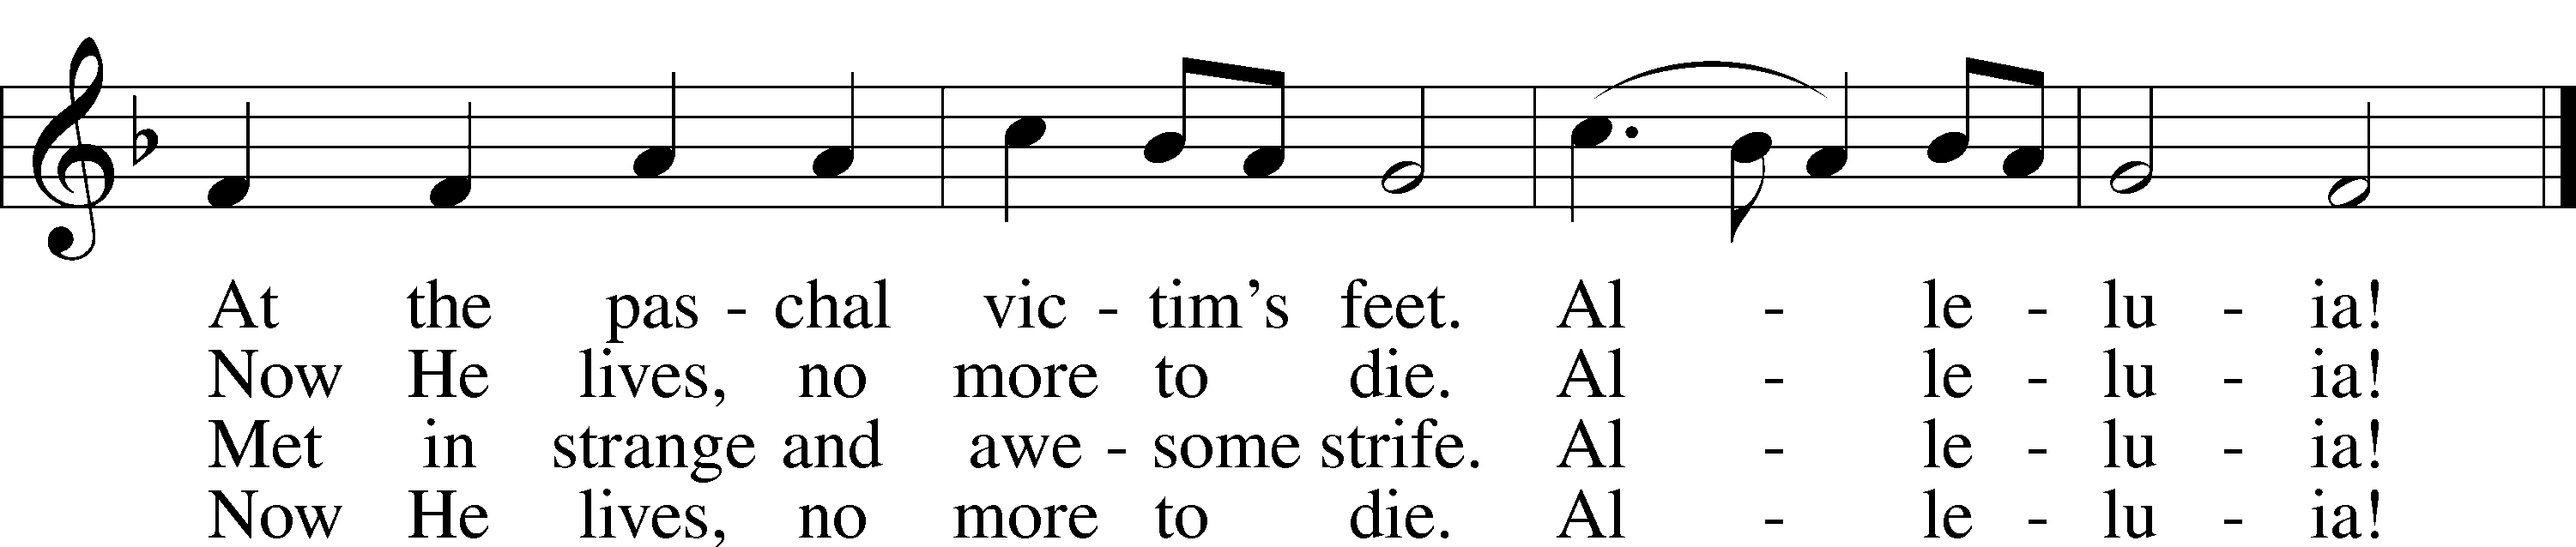 At the pas - chal vic - tim’s feet. Al - le - lu - ia!
Now He lives, no more to die. Al - le - lu - ia!
Met in strange and awe - some strife. Al - le - lu - ia!
Now He lives, no more to die. Al - le - lu - ia!